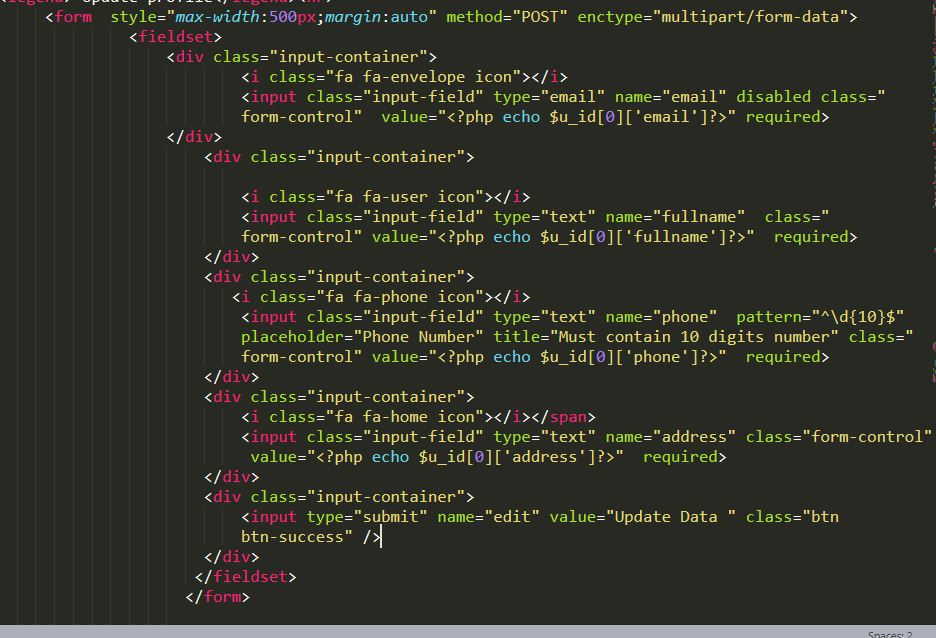 <form  style="max-width:500px;margin:auto" method="POST" enctype="multipart/form-data">
<fieldset>
<div class="input-container">
<i class="fa fa-envelope icon"></i>
<input class="input-field" type="email" name="email" disabled class="
form-control"  value="<?php echo $u_id[0]['email']?>" required>
</div>
<div class="input-container">
<i class="fa fa-user icon"></i>
<input class="input-field" type="text" name="fullname"  class="
form-control" value="<?php echo $u_id[0]['fullname']?>"  required>
</div>
<div class="input-container">
<i class="fa fa-phone icon"></i>
<input class="input-field" type="text" name="phone"  pattern="^\d{10}$"
placeholder="Phone Number" title="Must contain 10 digits number" class="
form-control" value="<?php echo $u_id[0]['phone']?>"  required>
</div>
<div class="input-container">
<i class="fa fa-home icon"></i></span>
<input class="input-field" type="text" name="address" class="form-control"
value="<?php echo $u_id[0]['address']?>"  required>
</div>
<div class="input-container">
<input type="submit" name="edit" value="Update Data " class="btn
btn-success" />
</div>
</fieldset>
</form>
Spaces: 2